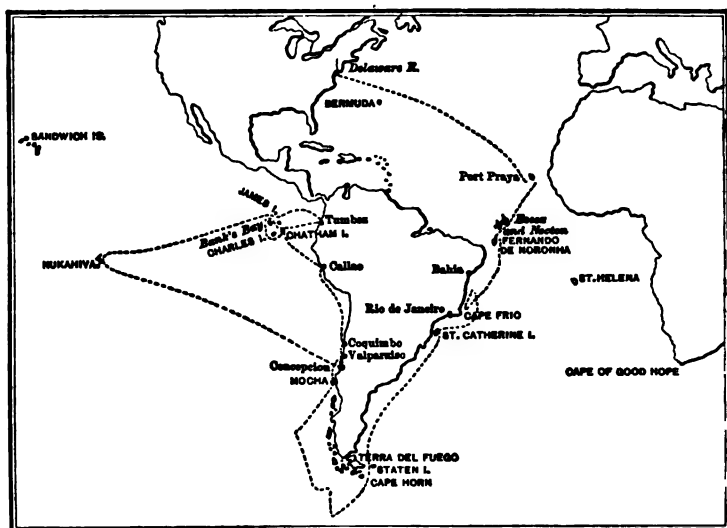 Delaware R.
BERMUDA
SANDWICH IS.
Port Praya
JAMES I.
Tumbez
Bank's Bay
CHATHAM I.
CHARLES I.
FERNANDO
DE NORONHA
NUKAHIVA
Callao
Bahia
ST. HELENA
Rio de Janeiro
CAPE FRIO
ST. CATHERINE I.
Coquimbo
Valparaiso
Concepcion
MOCHA
CAPE OF GOOD HOPE
TERRA DEL FUEGO
STATEN I.
CAPE HORN